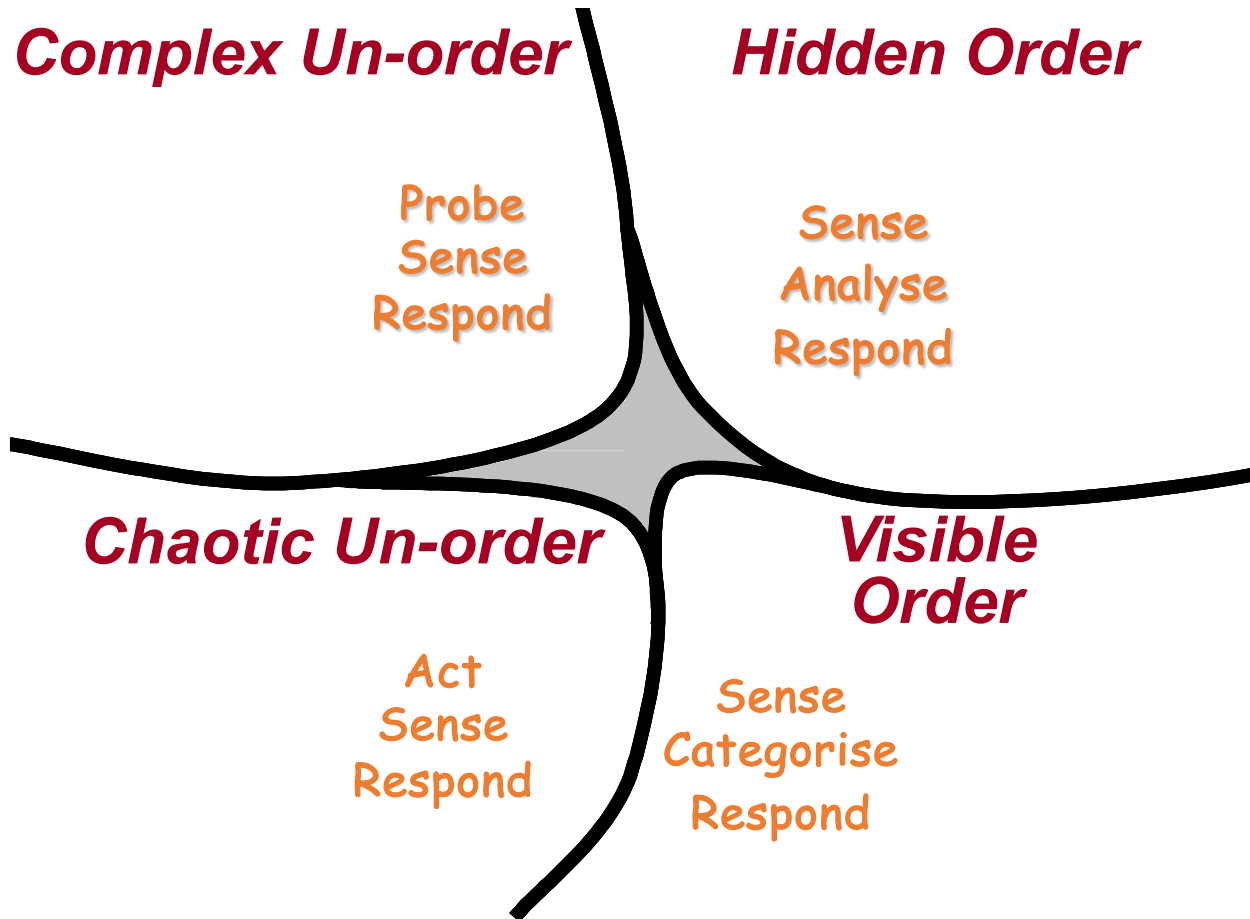 Complex Un-order
Hidden Order
Probe
Sense
Respond
Sense
Analyse
Respond
Chaotic Un-order
Visible
Order
Act
Sense
Respond
Sense
Categorise
Respond